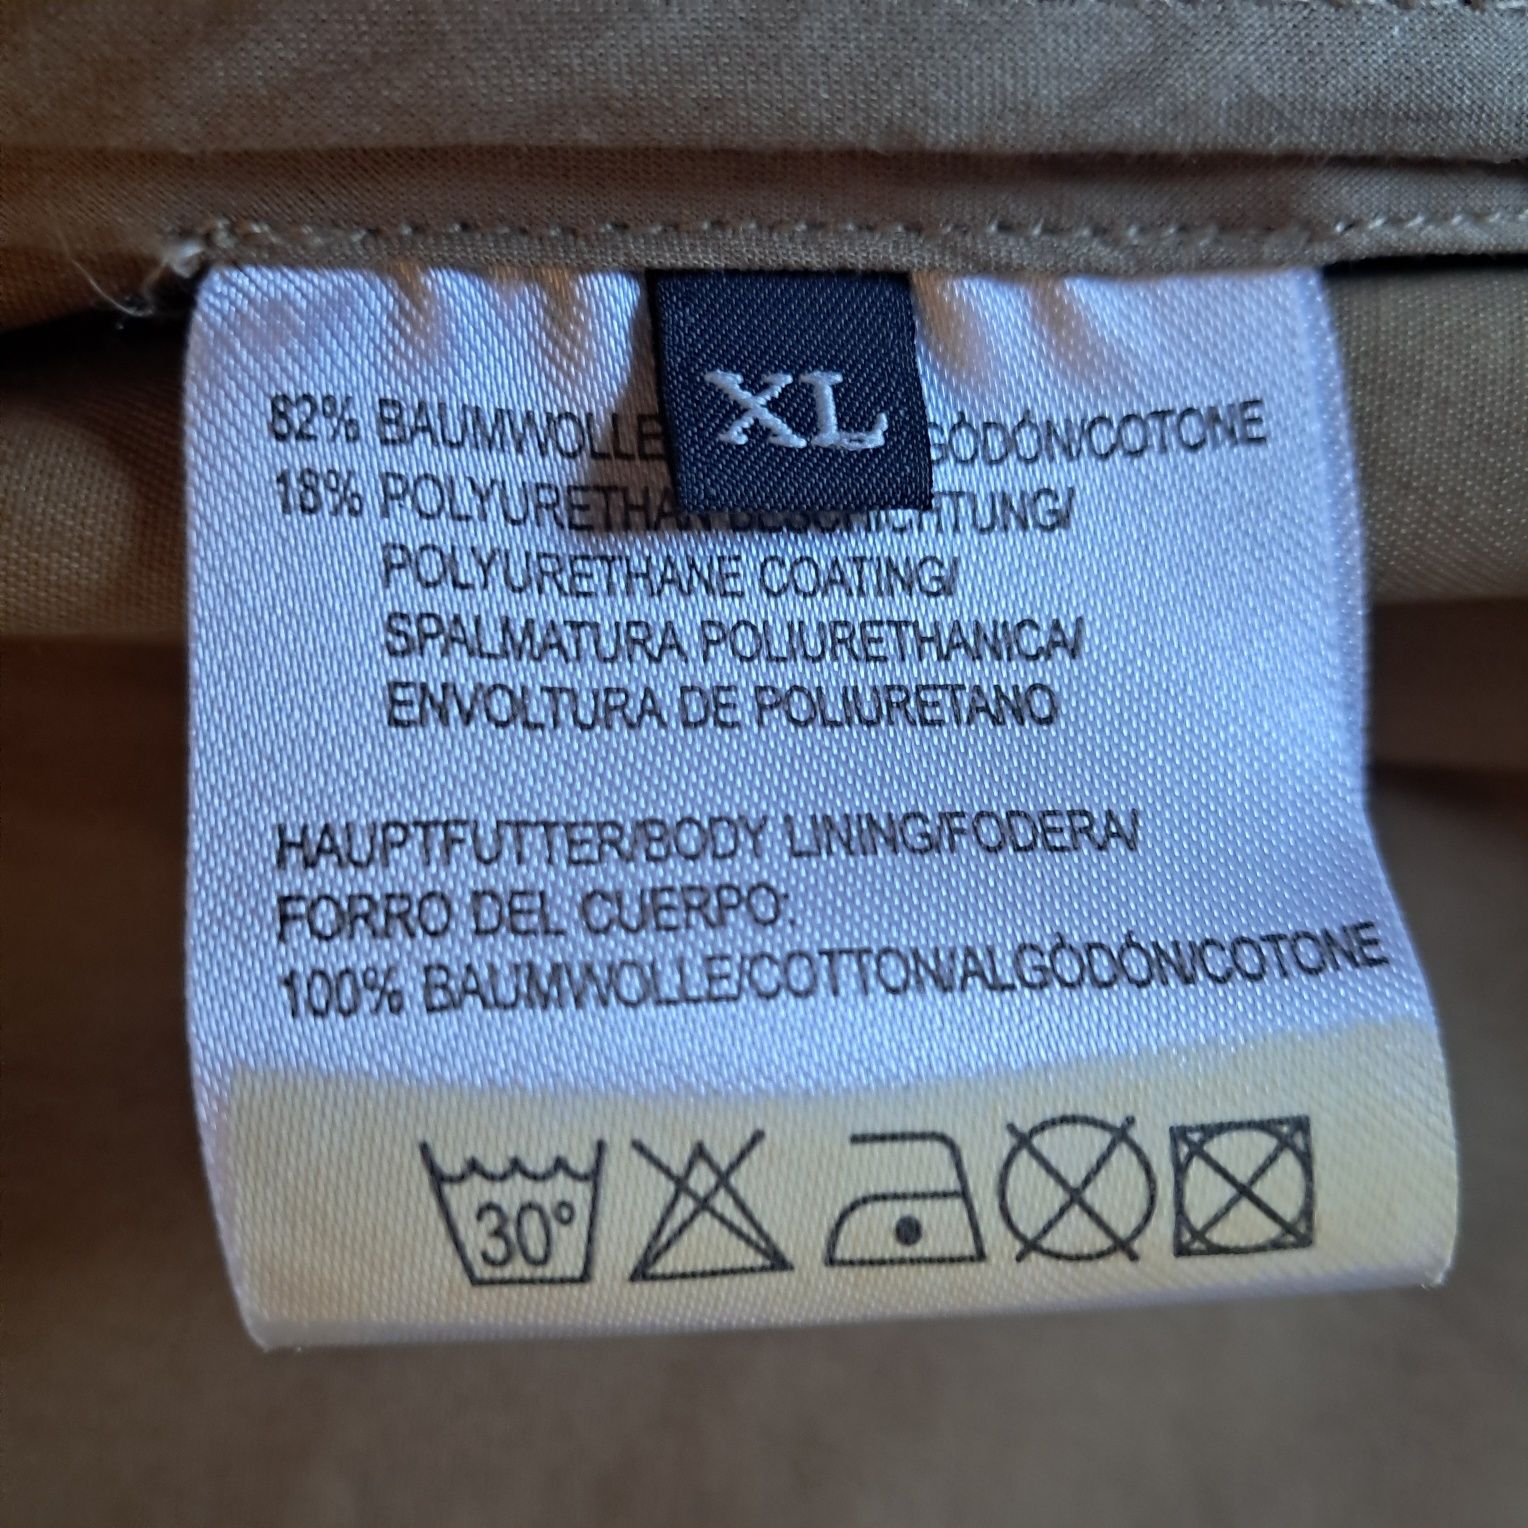 XL
82% BAUMWOLLE GÓDÓN/COTONE
18% POLYURETHAN BESCHICHTUNG/
POLYURETHANE COATING/
SPALMATURA POLIURETHANICA/
ENVOLTURA DE POLIURETANO
HAUPTFUTTER/BODY LINING/FODERA/
FORRO DEL CUERPO:
100% BAUMWOLLE/COTTON/ALGÓDÓN/COTONE
30°